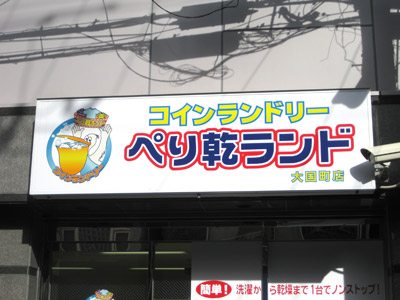 コインランドリー
ぺり乾ランド
大国町店
簡単! 洗濯から乾燥まで1台でノンストップ!